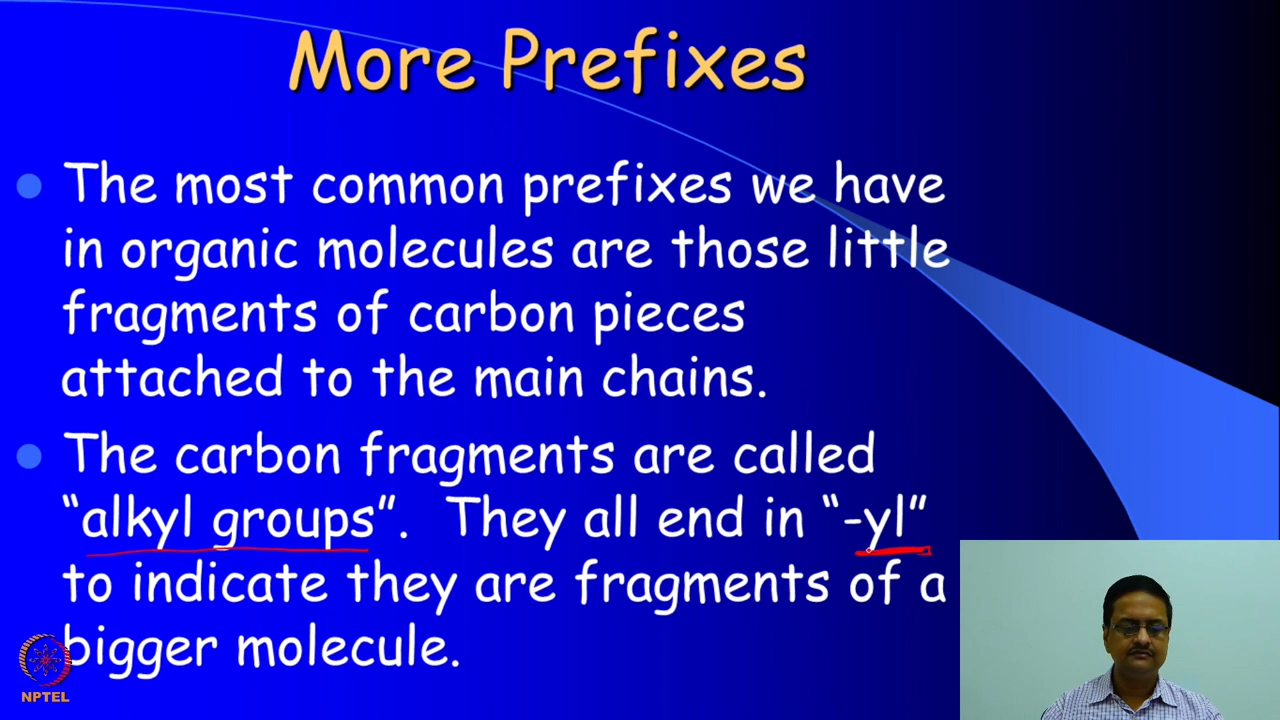 More Prefixes
The most common prefixes we have
in organic molecules are those little
fragments of carbon pieces
attached to the main chains.
The carbon fragments are called
“alkyl groups”. They all end in “-yl”
to indicate they are fragments of a
bigger molecule.
NPTEL